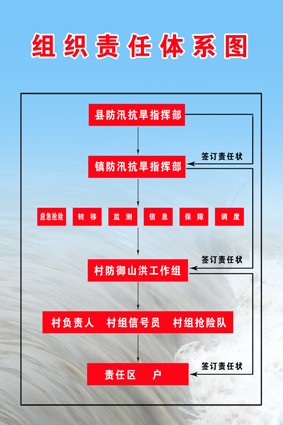 组织责任体系图
县防汛抗旱指挥部
签订责任状
镇防汛抗旱指挥部
应急抢险 转移 监测 信息 保障 调度
签订责任状
村防御山洪工作组
村负责人 村组信号员 村组抢险队
签订责任状
责任区 户